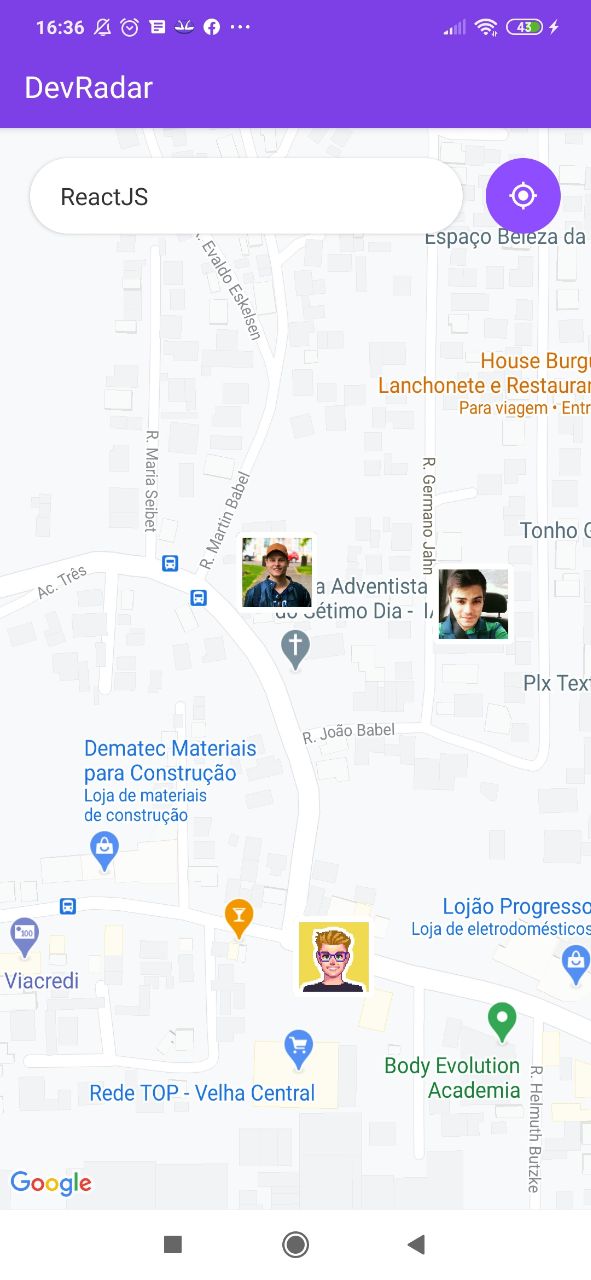 16:36
43
DevRadar
ReactJS
Espaço Beleza da
R. Evaldo Eskelsen
House Burgu
Lanchonete e Restauran
Para viagem • Entr
R. Maria Seibet
R. Martin Babel
R. Germano Jahn
Tonho G
Ac. Três
a Adventista
do Sétimo Dia - IA
Plx Text
R. João Babel
Dematec Materiais
para Construção
Loja de materiais
de construção
Lojão Progresso
Loja de eletrodomésticos
100
Viacredi
Body Evolution
Academia
Rede TOP - Velha Central
R. Helmuth Butzke
Google